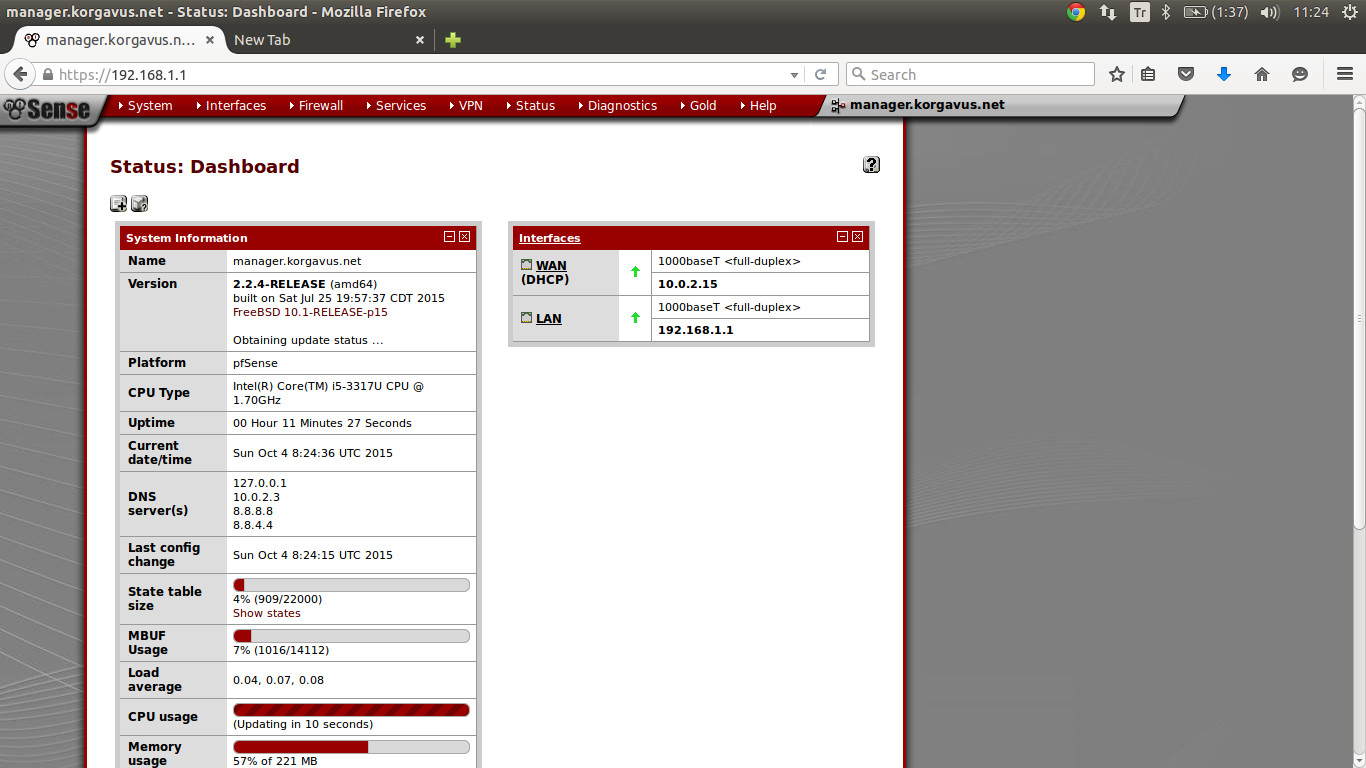 manager.korgavus.net - Status: Dashboard - Mozilla Firefox
Tr
(1:37)
11:24
manager.korgavus.n...
New Tab
https://192.168.1.1
Search
Sense
System
Interfaces
Firewall
Services
VPN
Status
Diagnostics
Gold
Help
manager.korgavus.net
Status: Dashboard
?
System Information
Name
manager.korgavus.net
Version
2.2.4-RELEASE (amd64)
built on Sat Jul 25 19:57:37 CDT 2015
FreeBSD 10.1-RELEASE-p15
Obtaining update status ...
Platform
pfSense
CPU Type
Intel(R) Core(TM) i5-3317U CPU @
1.70GHz
Uptime
00 Hour 11 Minutes 27 Seconds
Current
date/time
Sun Oct 4 8:24:36 UTC 2015
DNS
server(s)
127.0.0.1
10.0.2.3
8.8.8.8
8.8.4.4
Last config
change
Sun Oct 4 8:24:15 UTC 2015
State table
size
4% (909/22000)
Show states
MBUF
Usage
7% (1016/14112)
Load
average
0.04, 0.07, 0.08
CPU usage
(Updating in 10 seconds)
Memory
usage
57% of 221 MB
Interfaces
WAN
(DHCP)
1000baseT <full-duplex>
10.0.2.15
LAN
1000baseT <full-duplex>
192.168.1.1